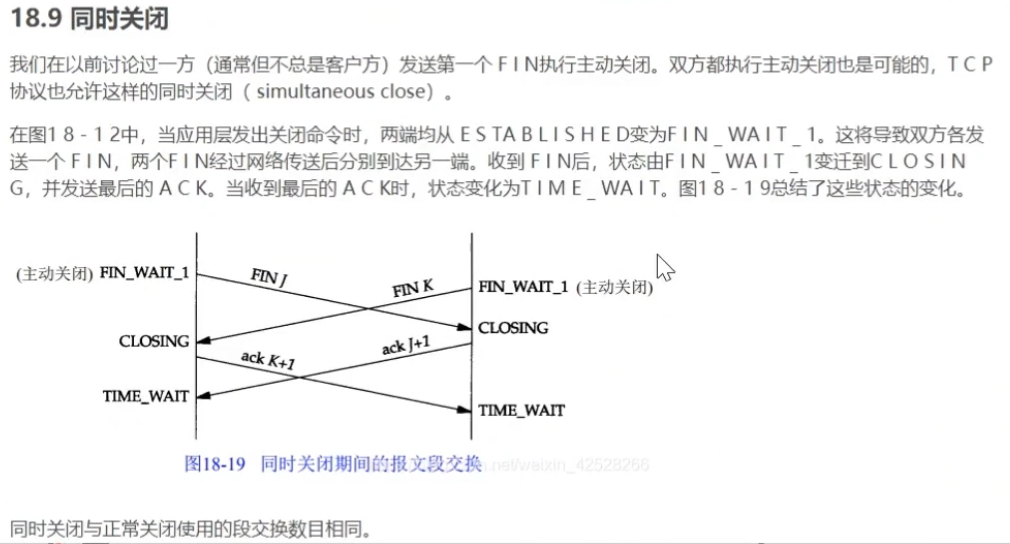 18.9 同时关闭
我们在以前讨论过一方（通常但不总是客户方）发送第一个 F I N执行主动关闭。双方都执行主动关闭也是可能的，T C P
协议也允许这样的同时关闭（ simultaneous close）。
在图1 8 - 1 2中，当应用层发出关闭命令时，两端均从 E S TA B L I S H E D变为F I N _ WA I T _ 1。这将导致双方各发
送一个 F I N，两个F I N经过网络传送后分别到达另一端。收到 F I N后，状态由F I N _ WA I T _ 1变迁到C L O S I N
G，并发送最后的 A C K。当收到最后的 A C K时，状态变化为T I M E _ WA I T。图1 8 - 1 9总结了这些状态的变化。
(主动关闭) FIN_WAIT_1
FIN J
FIN K
FIN_WAIT_1 (主动关闭)
CLOSING
CLOSING
ack K+1
ack J+1
TIME_WAIT
TIME_WAIT
图18-19 同时关闭期间的报文段交换
.net/weixin_42528266
同时关闭与正常关闭使用的段交换数目相同。